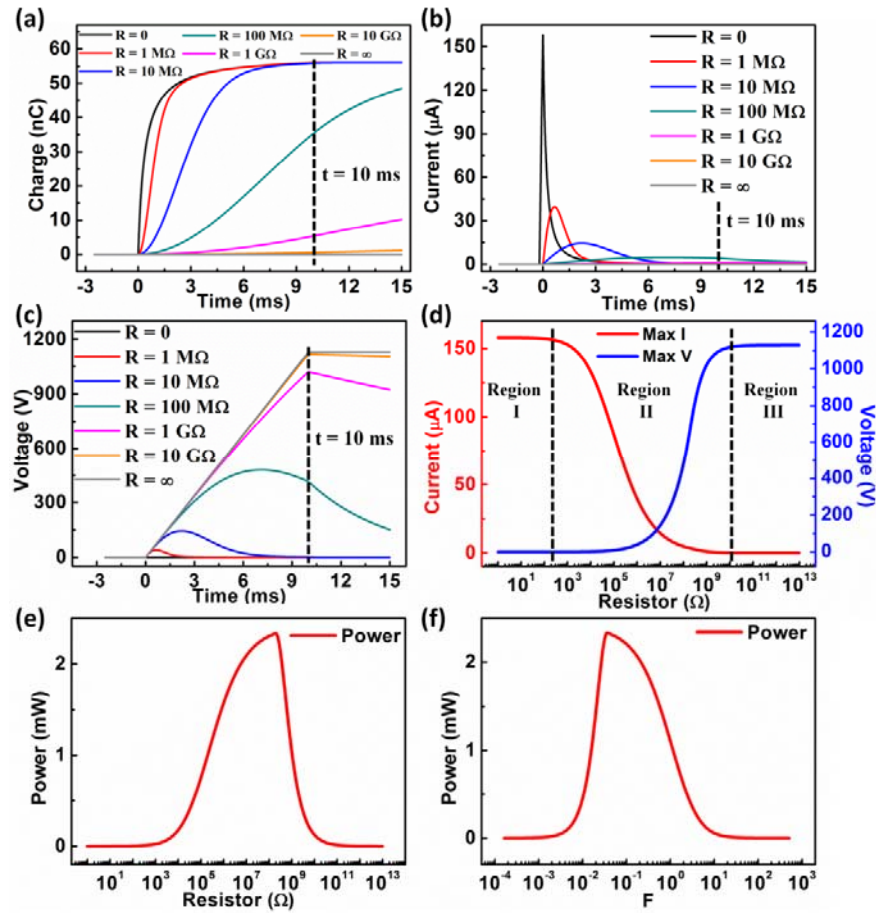 (a)
R = 0
R = 100 MΩ
R = 10 GΩ
R = 1 MΩ
R = 1 GΩ
R = ∞
R = 10 MΩ
60
50
40
30
20
10
0
Charge (nC)
t = 10 ms
-3 0 3 6 9 12 15
Time (ms)
(b)
R = 0
R = 1 MΩ
R = 10 MΩ
R = 100 MΩ
R = 1 GΩ
R = 10 GΩ
R = ∞
150
120
90
60
30
0
Current (μA)
t = 10 ms
-3 0 3 6 9 12 15
Time (ms)
(c)
R = 0
R = 1 MΩ
R = 10 MΩ
R = 100 MΩ
R = 1 GΩ
R = 10 GΩ
R = ∞
1200
900
600
300
0
Voltage (V)
t = 10 ms
-3 0 3 6 9 12 15
Time (ms)
(d)
Max I
Max V
Region I
Region II
Region III
150
100
50
0
Current (μA)
1200
1000
800
600
400
200
0
Voltage (V)
10¹ 10³ 10⁵ 10⁷ 10⁹ 10¹¹ 10¹³
Resistor (Ω)
(e)
Power
2
1
0
Power (mW)
10¹ 10³ 10⁵ 10⁷ 10⁹ 10¹¹ 10¹³
Resistor (Ω)
(f)
Power
2
1
0
Power (mW)
10⁻⁴ 10⁻³ 10⁻² 10⁻¹ 10⁰ 10¹ 10² 10³
F